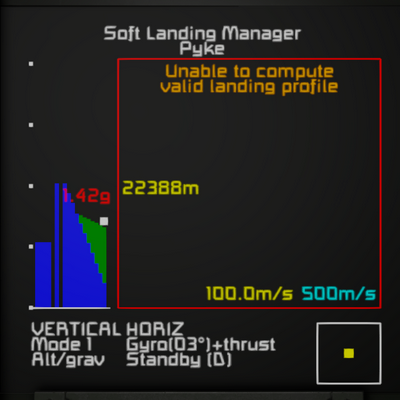 Soft Landing Manager
Pyke
Unable to compute
valid landing profile
1.42g
22388m
100.0m/s 500m/s
VERTICAL HORIZ
Mode 1 Gyro(03°)+thrust
Alt/grav Standby (D)